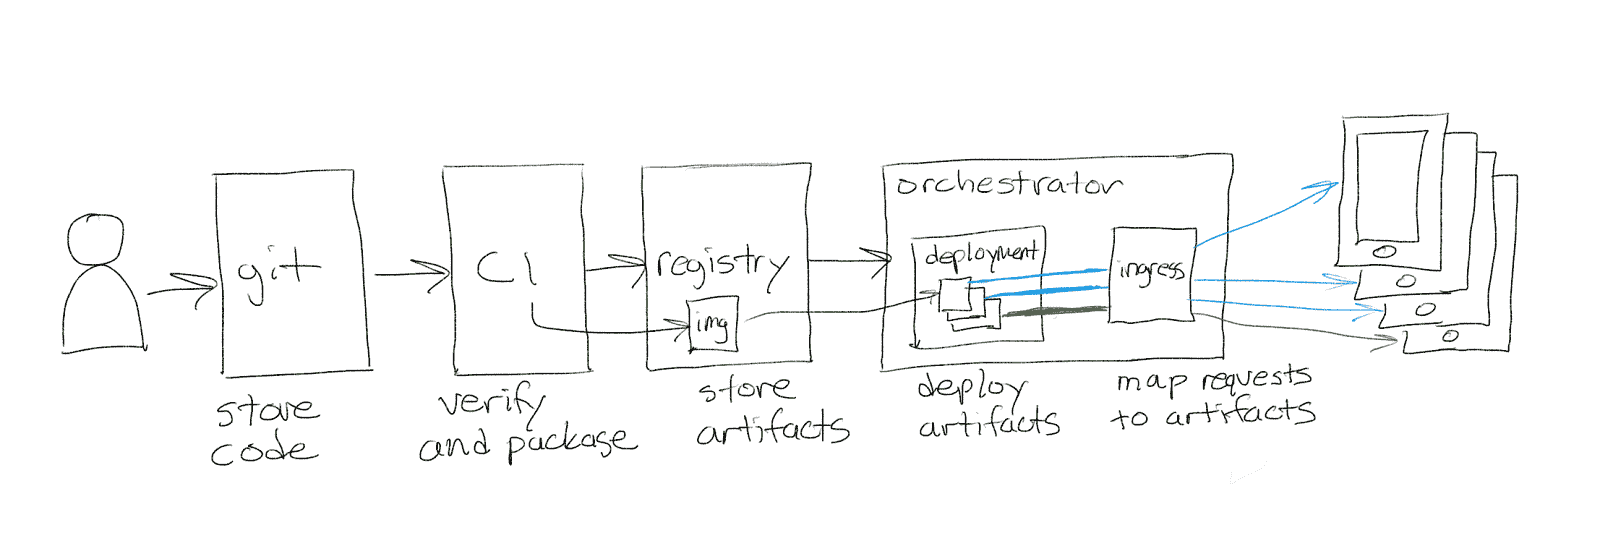 git
store
code
CI
verify
and package
registry
img
store
artifacts
orchestrator
deployment
deploy
artifacts
ingress
map requests
to artifacts